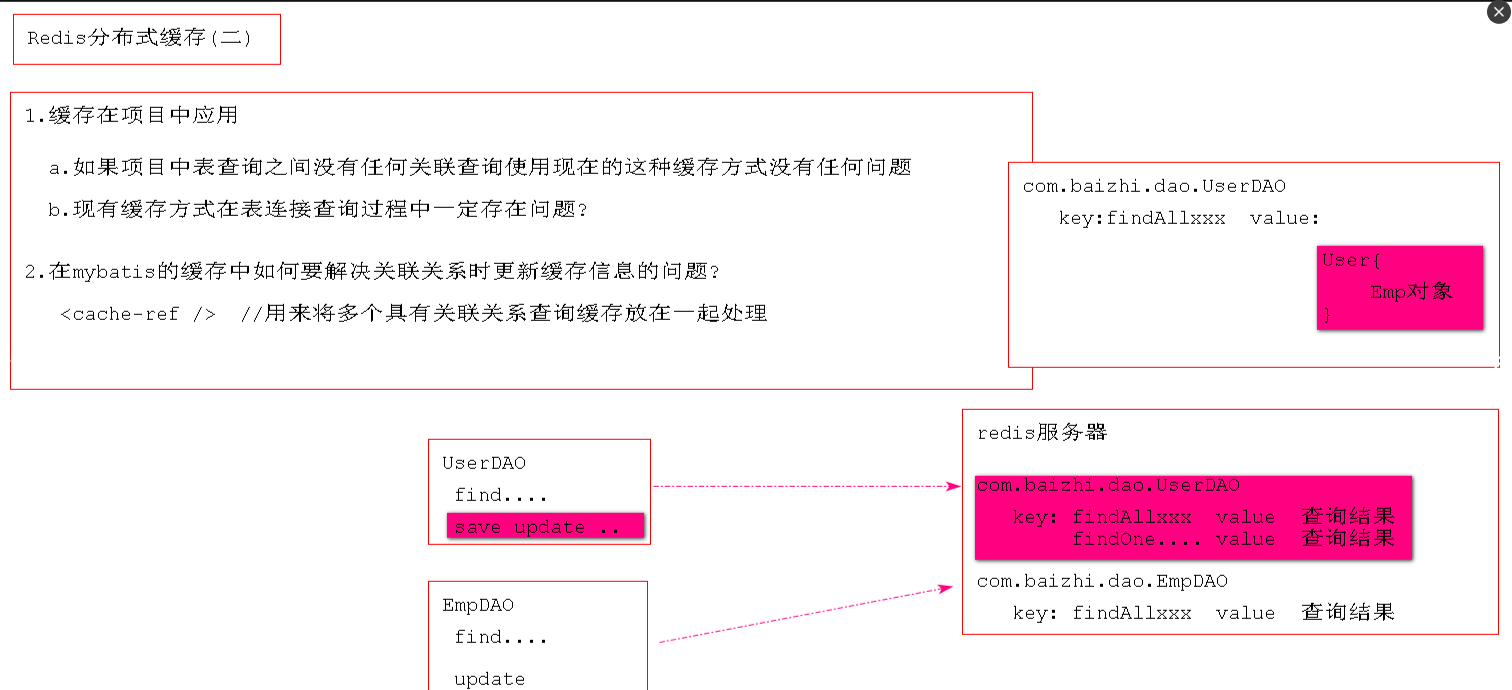 Redis分布式缓存(二)
1.缓存在项目中应用
a.如果项目中表查询之间没有任何关联查询使用现在的这种缓存方式没有任何问题
b.现有缓存方式在表连接查询过程中一定存在问题?
2.在mybatis的缓存中如何要解决关联关系时更新缓存信息的问题?
<cache-ref /> //用来将多个具有关联关系查询缓存放在一起处理
com.baizhi.dao.UserDAO
key:findAllxxx value:
User{
Emp对象
}
UserDAO
find....
save update ..
EmpDAO
find....
update
redis服务器
com.baizhi.dao.UserDAO
key: findAllxxx value 查询结果
findOne.... value 查询结果
com.baizhi.dao.EmpDAO
key: findAllxxx value 查询结果